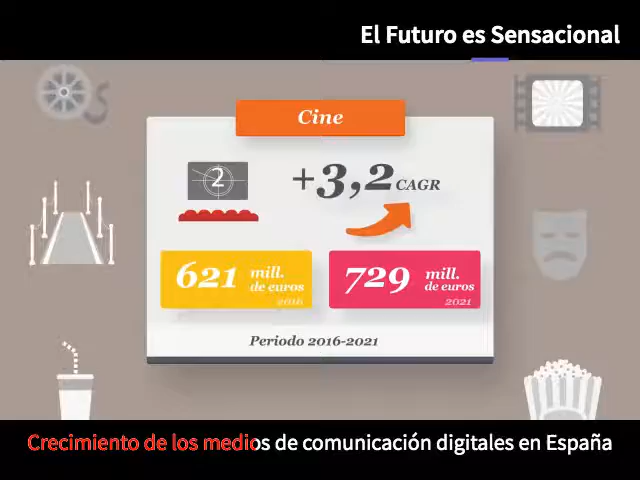 El Futuro es Sensacional
Cine
2
+3,2 CAGR
621 mill. de euros 2016
729 mill. de euros 2021
Periodo 2016-2021
Crecimiento de los medios de comunicación digitales en España